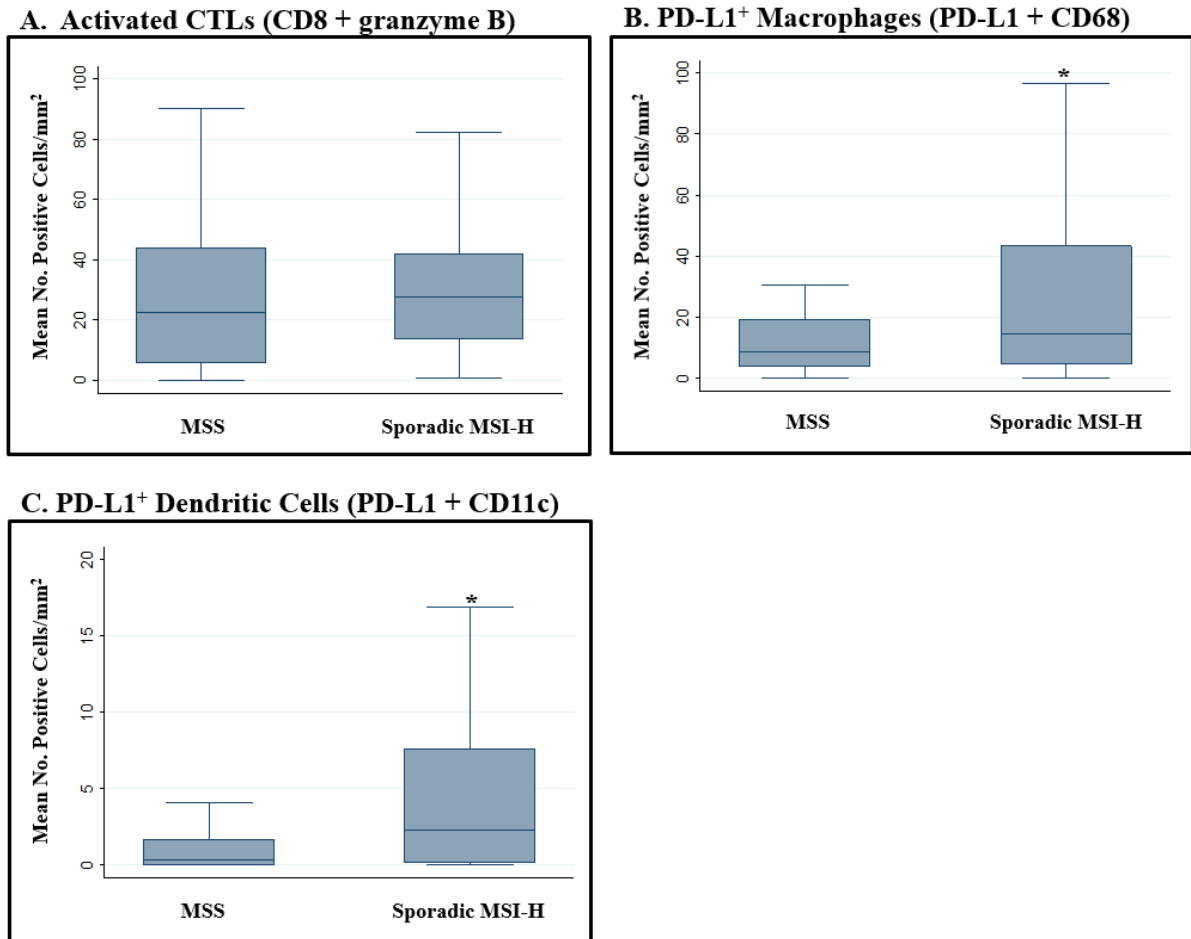 A. Activated CTLs (CD8 + granzyme B)
Mean No. Positive Cells/mm²
100
80
60
40
20
0
MSS
Sporadic MSI-H
B. PD-L1⁺ Macrophages (PD-L1 + CD68)
Mean No. Positive Cells/mm²
100
80
60
40
20
0
*
MSS
Sporadic MSI-H
C. PD-L1⁺ Dendritic Cells (PD-L1 + CD11c)
Mean No. Positive Cells/mm²
20
15
10
5
0
*
MSS
Sporadic MSI-H